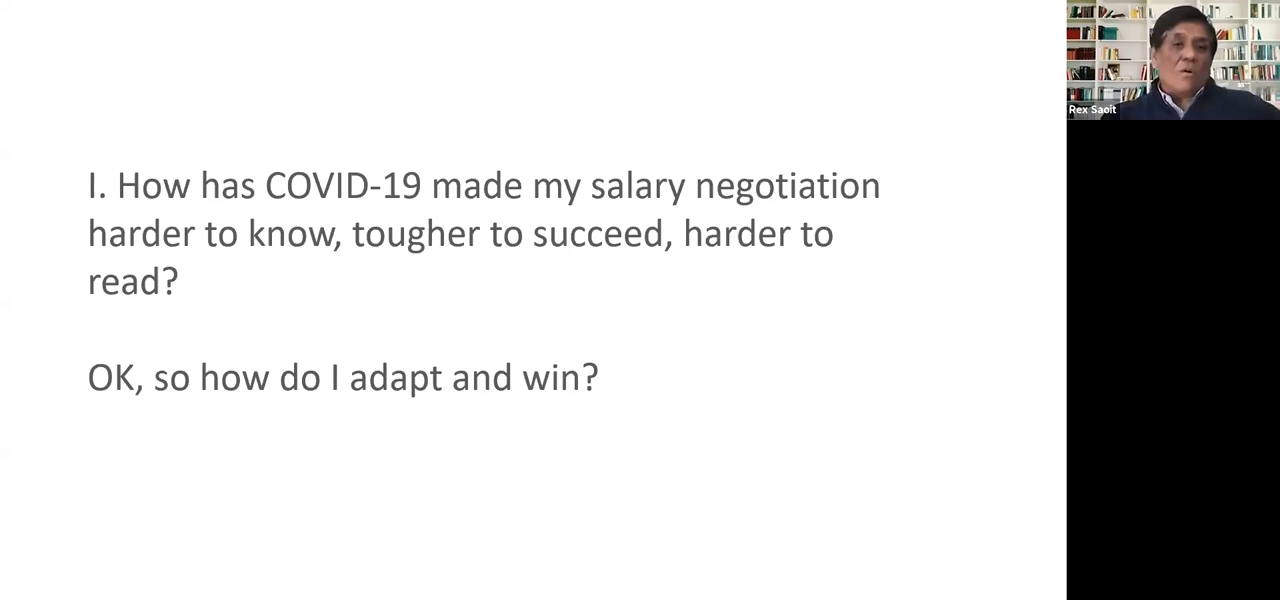 I. How has COVID-19 made my salary negotiation
harder to know, tougher to succeed, harder to
read?
OK, so how do I adapt and win?
Rex Saoit